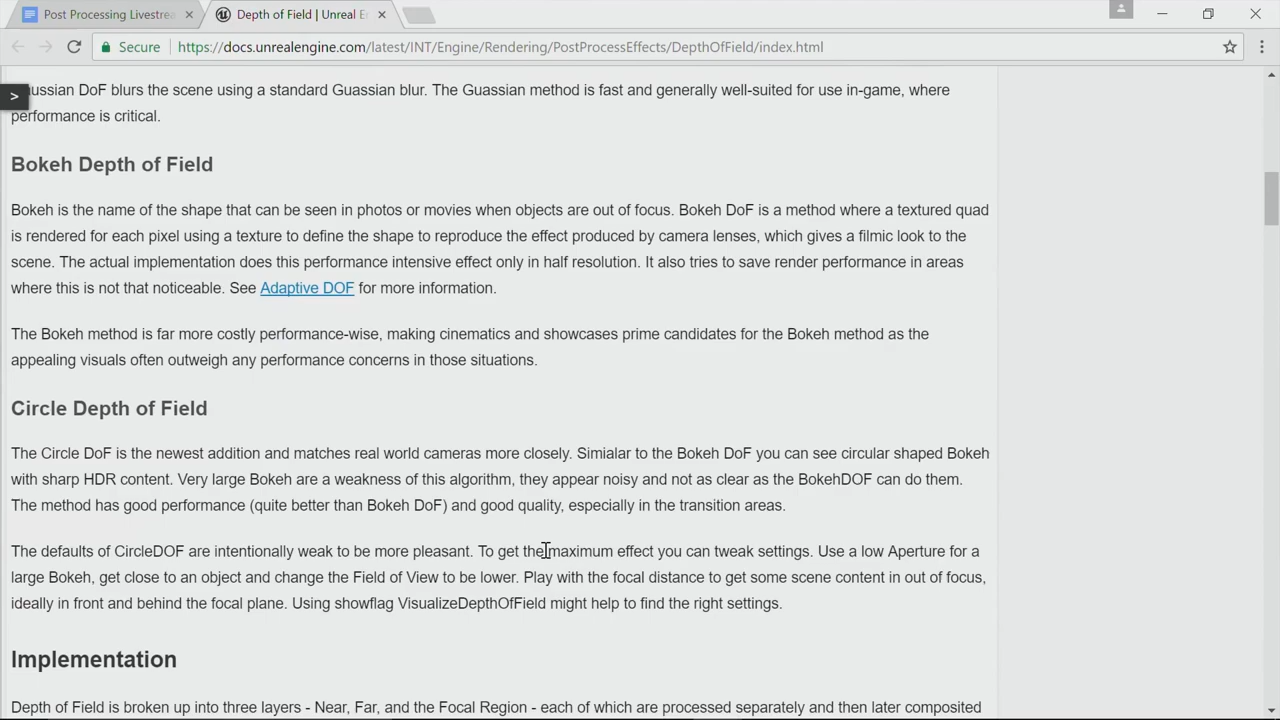 Post Processing Livestrea
Depth of Field | Unreal E
Secure
https://docs.unrealengine.com/latest/INT/Engine/Rendering/PostProcessEffects/DepthOfField/index.html
>
aussian DoF blurs the scene using a standard Guassian blur. The Guassian method is fast and generally well-suited for use in-game, where
performance is critical.
Bokeh Depth of Field
Bokeh is the name of the shape that can be seen in photos or movies when objects are out of focus. Bokeh DoF is a method where a textured quad
is rendered for each pixel using a texture to define the shape to reproduce the effect produced by camera lenses, which gives a filmic look to the
scene. The actual implementation does this performance intensive effect only in half resolution. It also tries to save render performance in areas
where this is not that noticeable. See Adaptive DOF for more information.
The Bokeh method is far more costly performance-wise, making cinematics and showcases prime candidates for the Bokeh method as the
appealing visuals often outweigh any performance concerns in those situations.
Circle Depth of Field
The Circle DoF is the newest addition and matches real world cameras more closely. Simialar to the Bokeh DoF you can see circular shaped Bokeh
with sharp HDR content. Very large Bokeh are a weakness of this algorithm, they appear noisy and not as clear as the BokehDOF can do them.
The method has good performance (quite better than Bokeh DoF) and good quality, especially in the transition areas.
The defaults of CircleDOF are intentionally weak to be more pleasant. To get the maximum effect you can tweak settings. Use a low Aperture for a
large Bokeh, get close to an object and change the Field of View to be lower. Play with the focal distance to get some scene content in out of focus,
ideally in front and behind the focal plane. Using showflag VisualizeDepthOfField might help to find the right settings.
Implementation
Depth of Field is broken up into three layers - Near, Far, and the Focal Region - each of which are processed separately and then later composited